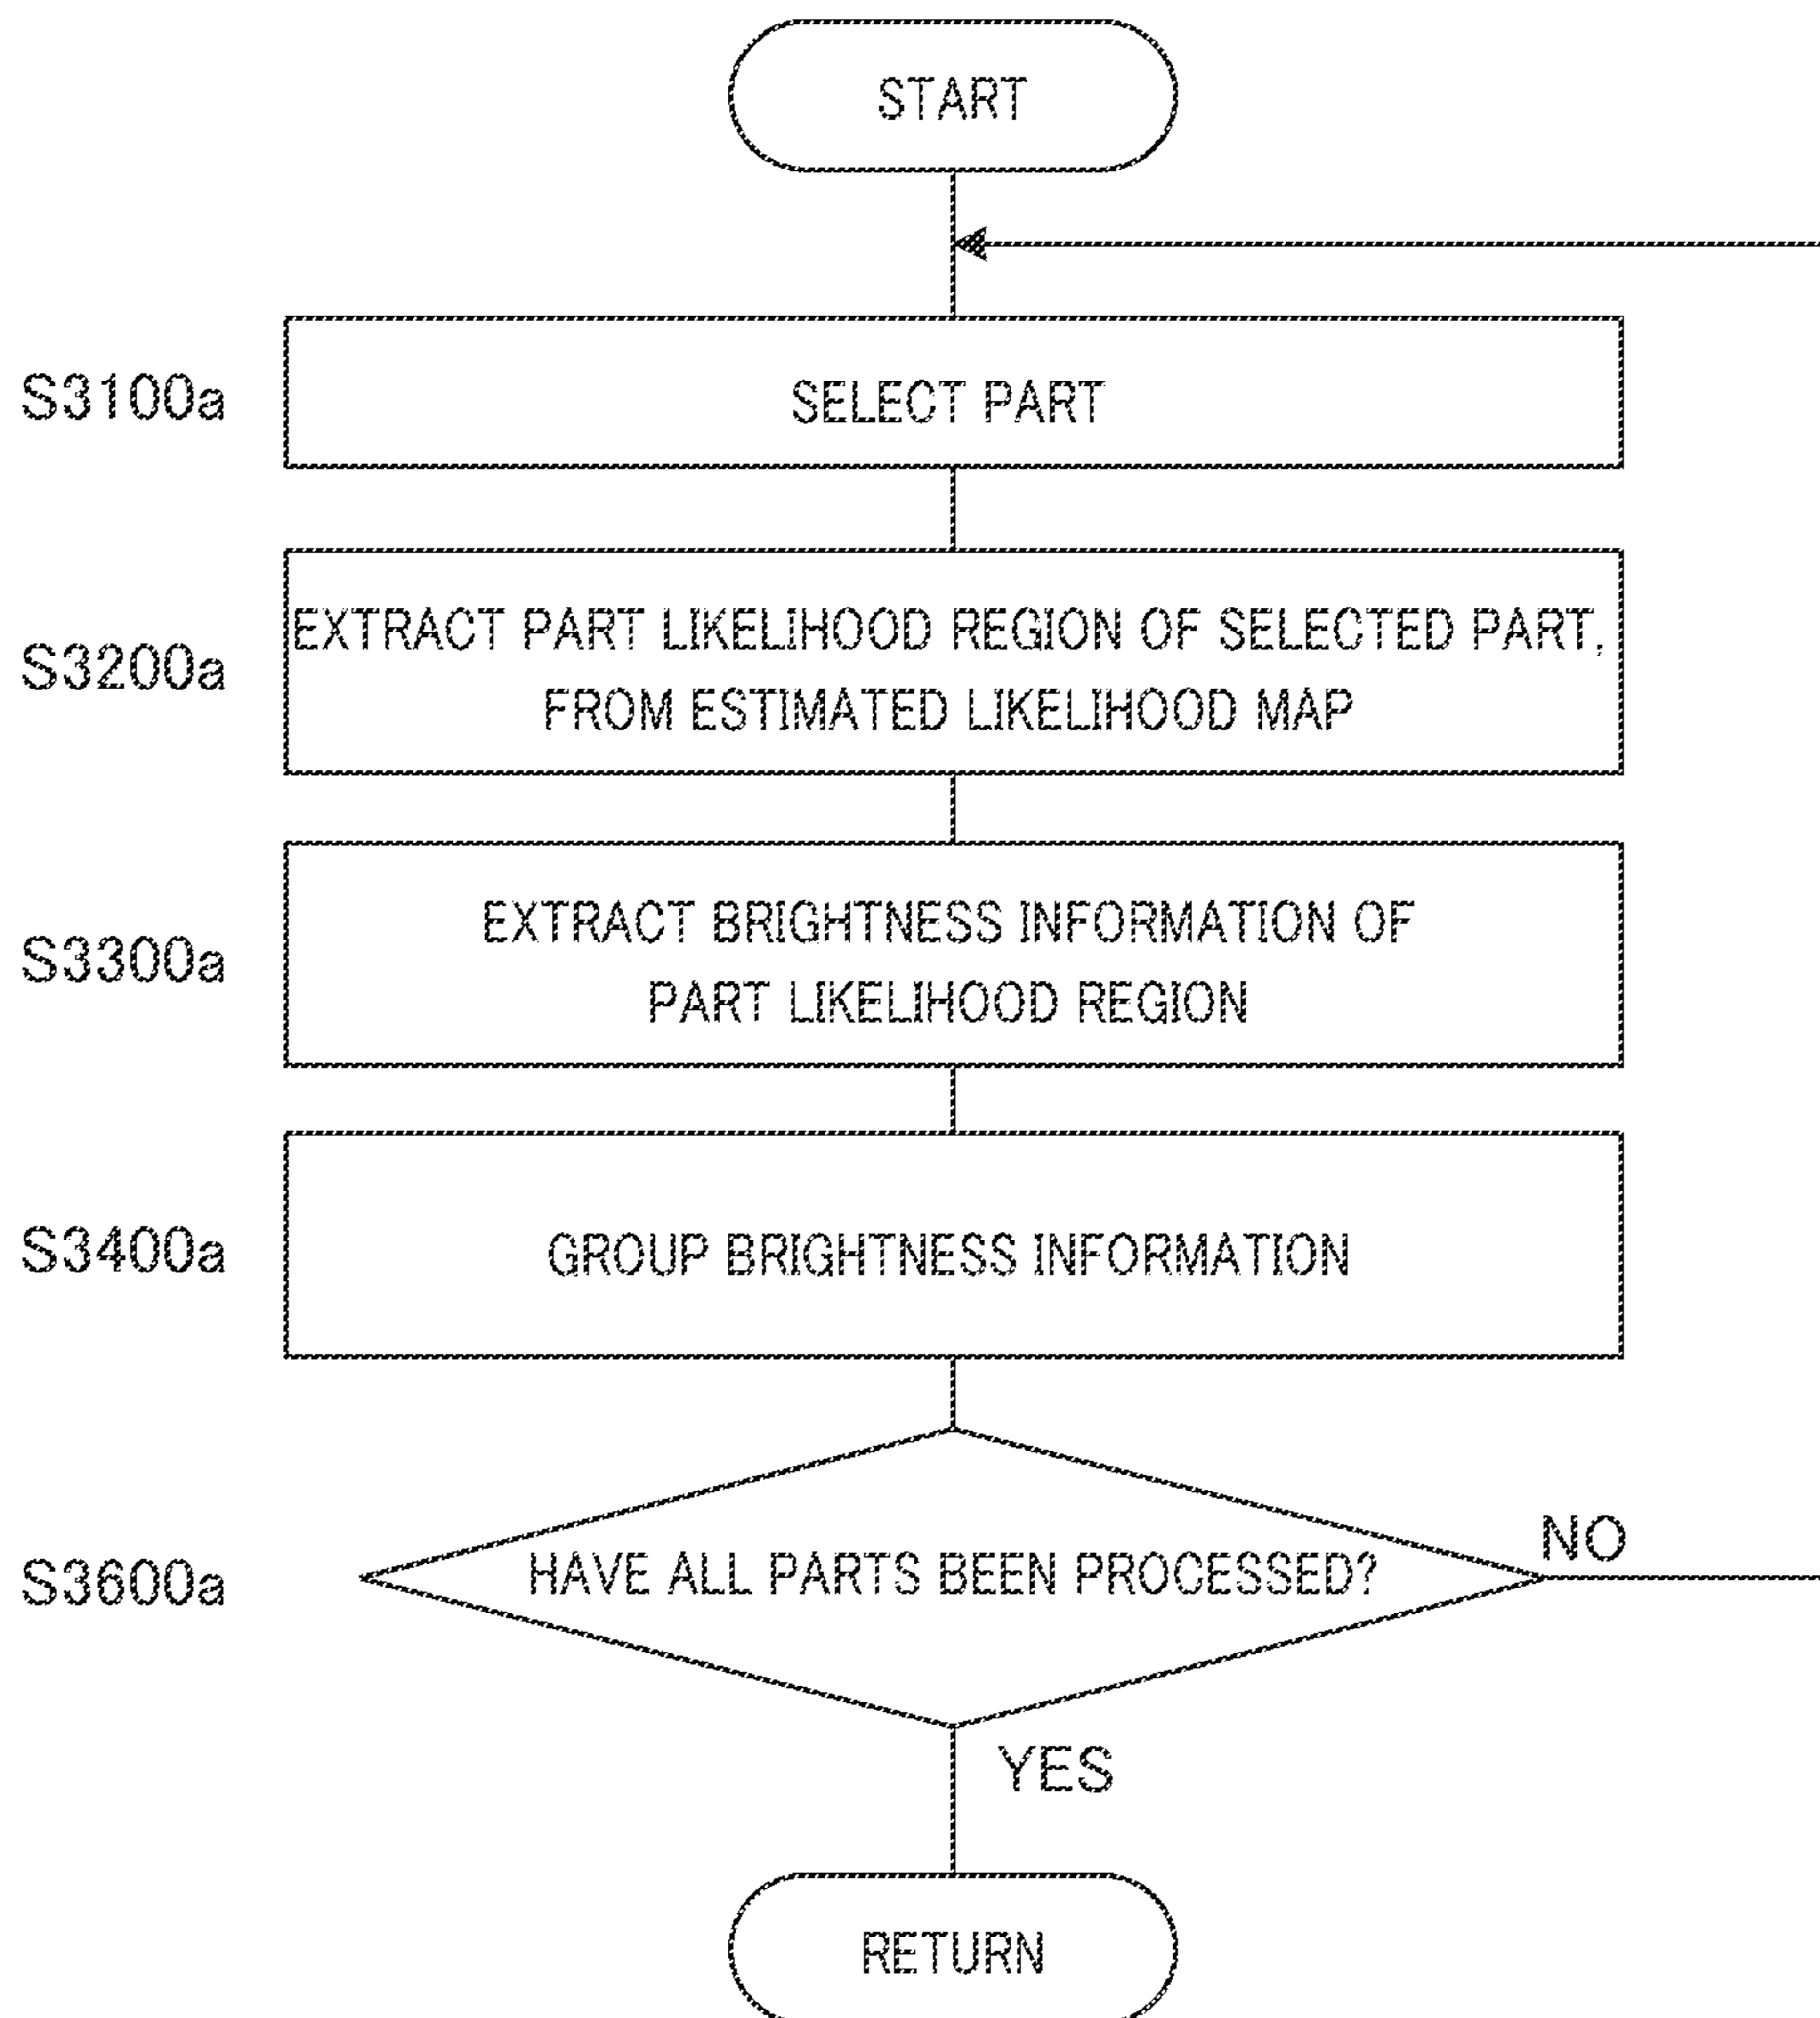 START
S3100a
SELECT PART
S3200a
EXTRACT PART LIKELIHOOD REGION OF SELECTED PART,
FROM ESTIMATED LIKELIHOOD MAP
S3300a
EXTRACT BRIGHTNESS INFORMATION OF
PART LIKELIHOOD REGION
S3400a
GROUP BRIGHTNESS INFORMATION
S3600a
HAVE ALL PARTS BEEN PROCESSED?
NO
YES
RETURN